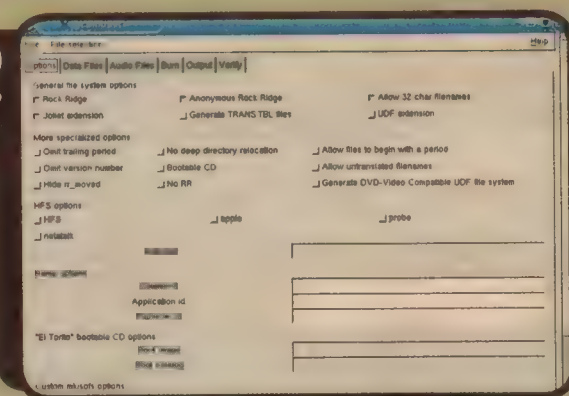 File selection Help
Options Data Files Audio Files Burn Output Verify
General file system options
Rock Ridge Anonymous Rock Ridge Allow 32 char filenames
Joliet extension Generate TRANS.TBL files UDF extension
More specialized options
Omit trailing period No deep directory relocation Allow files to begin with a period
Omit version number Bootable CD Allow untranslated filenames
Hide rr_moved No RR Generate DVD-Video Compatible UDF file system
HFS options
HFS apple probe
netatalk
Application id
"El Torito" bootable CD options
Custom mkisofs options